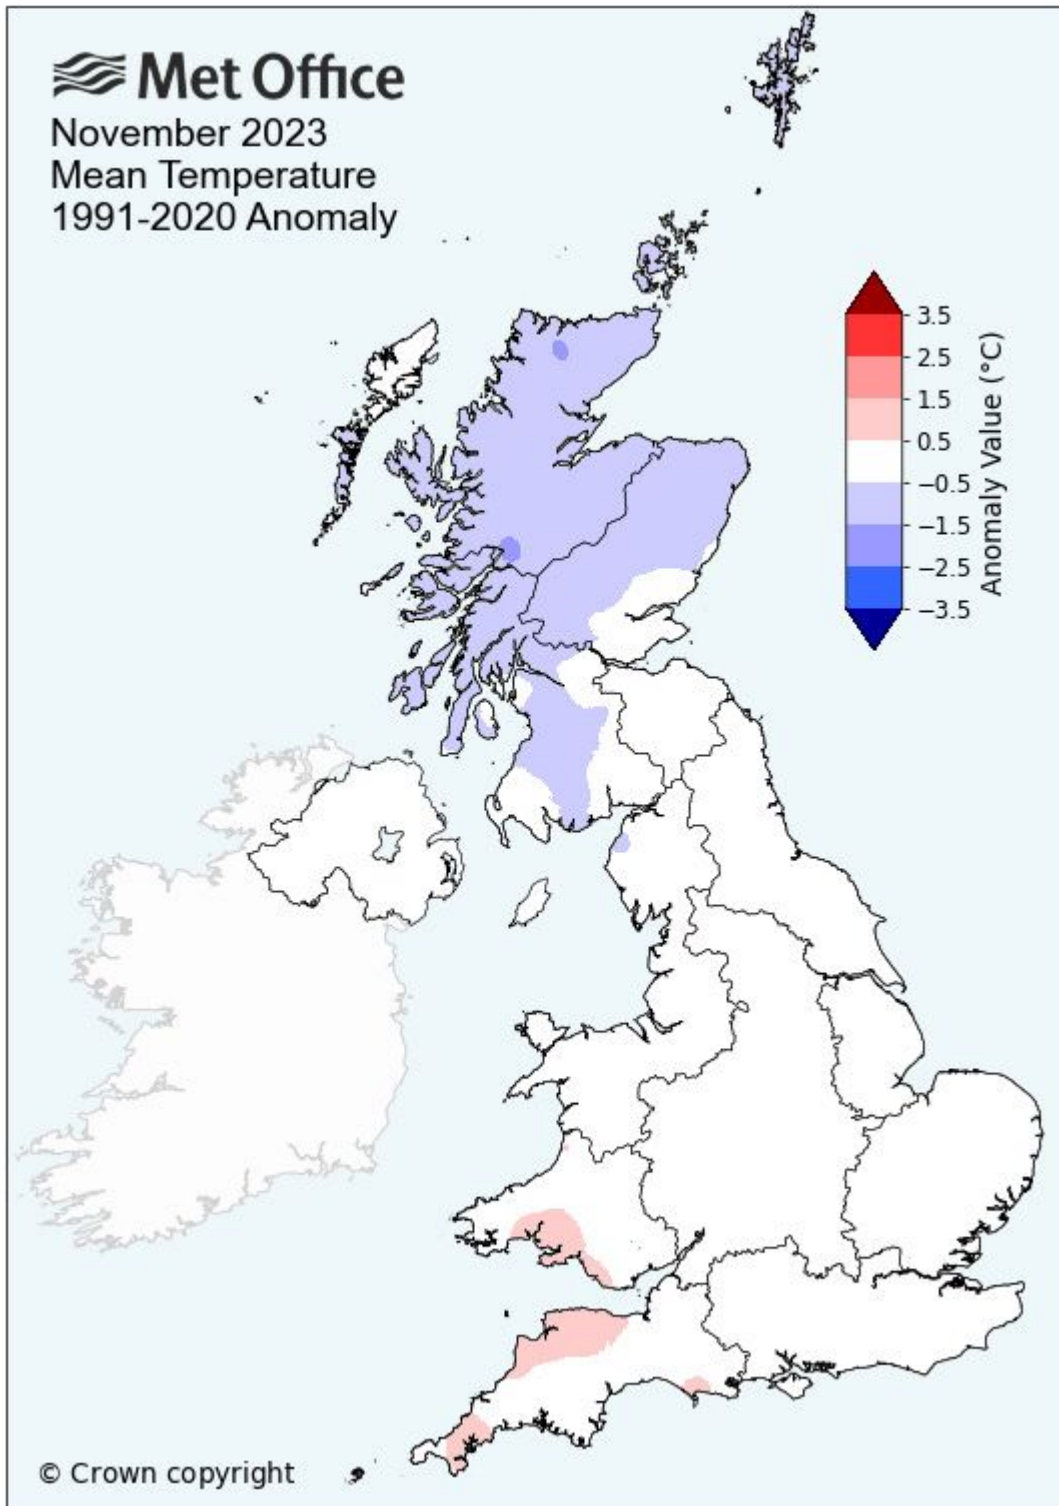 Met Office
November 2023
Mean Temperature
1991-2020 Anomaly
3.5
2.5
1.5
0.5
−0.5
−1.5
−2.5
−3.5
Anomaly Value (°C)
© Crown copyright